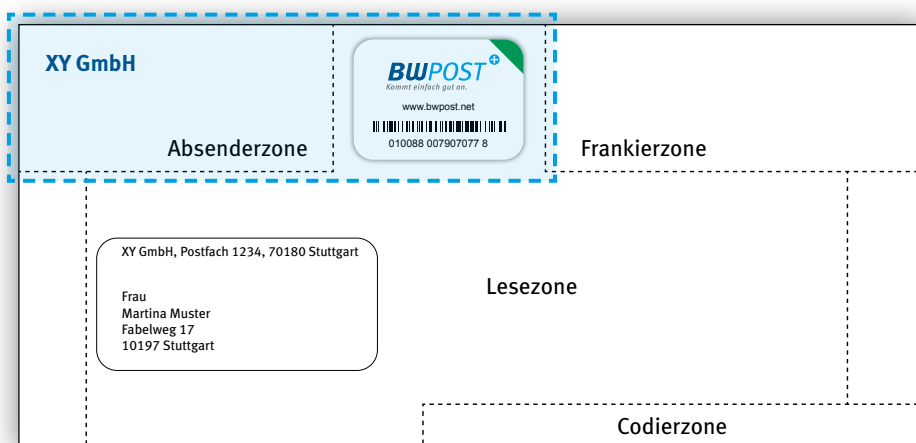 XY GmbH
BWPOST+
Kommt einfach gut an.
www.bwpost.net
010088 007907077 8
Absenderzone
Frankierzone
XY GmbH, Postfach 1234, 70180 Stuttgart
Frau
Martina Muster
Fabelweg 17
10197 Stuttgart
Lesezone
Codierzone